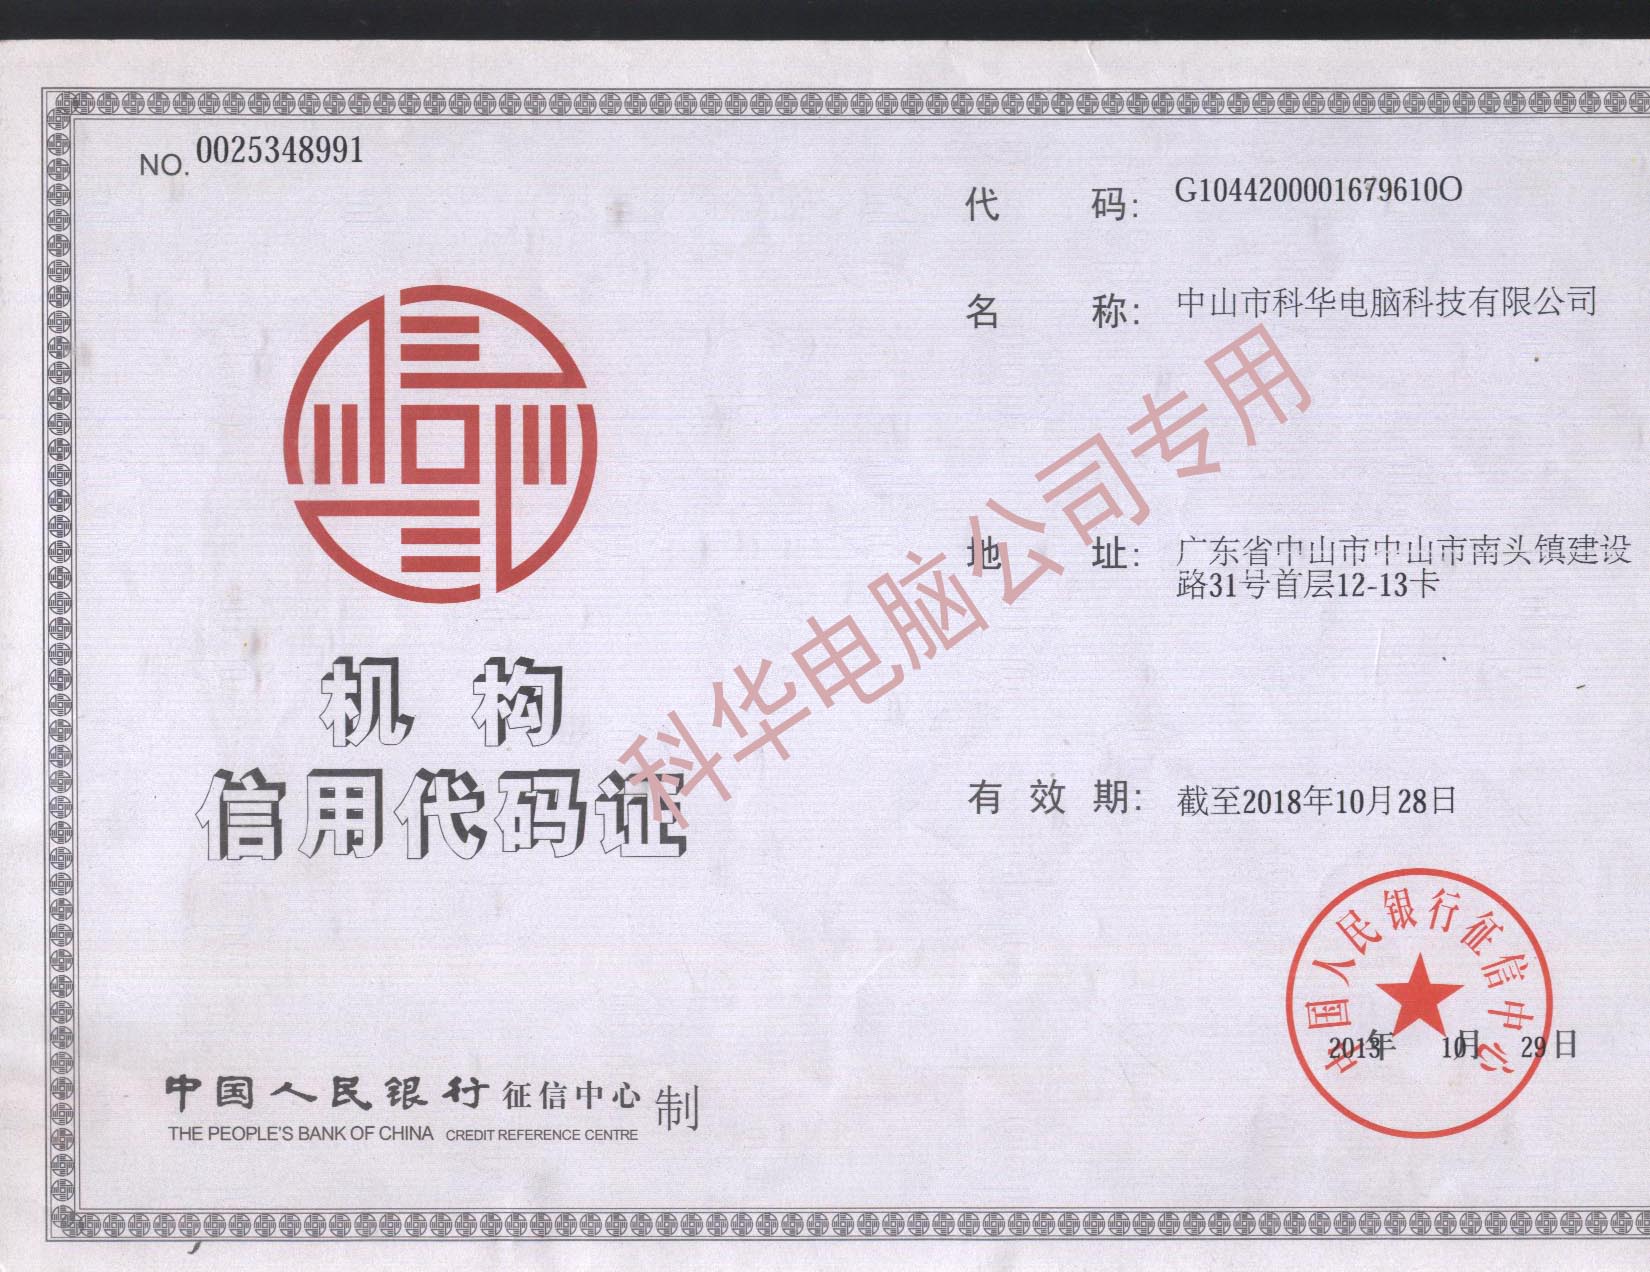 NO. 0025348991
机构
信用代码证
中国人民银行 征信中心 制
THE PEOPLE'S BANK OF CHINA CREDIT REFERENCE CENTRE
代码: G1044200001679610O
名称: 中山市科华电脑科技有限公司
地址: 广东省中山市中山市南头镇建设
路31号首层12-13卡
有效期: 截至2018年10月28日
中国人民银行征信中心
2013年 10月 29日
科华电脑公司专用